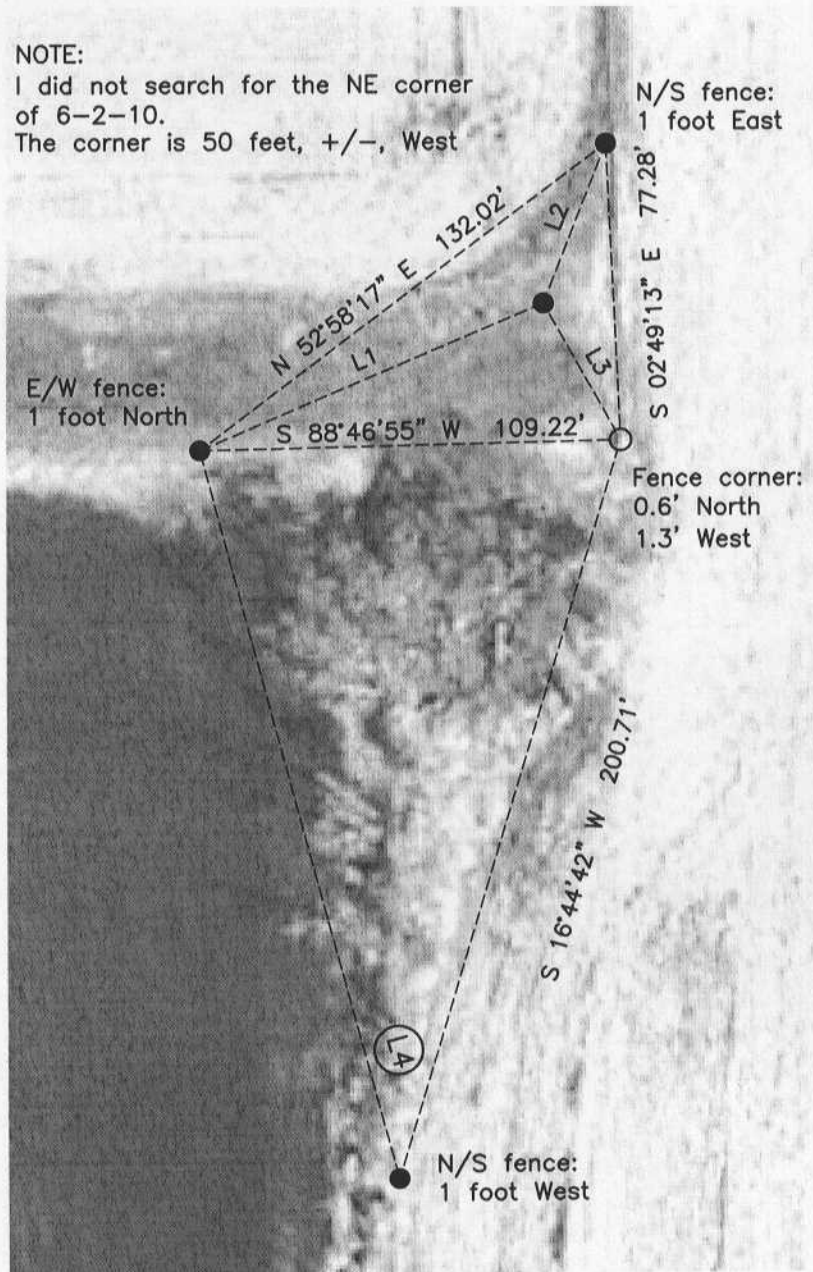 NOTE:
I did not search for the NE corner
of 6-2-10.
The corner is 50 feet, +/-, West
N/S fence:
1 foot East
N 52°58'17" E 132.02'
L2
S 02°49'13" E 77.28'
L1
L3
E/W fence:
1 foot North
S 88°46'55" W 109.22'
Fence corner:
0.6' North
1.3' West
S 16°44'42" W 200.71'
L4
N/S fence:
1 foot West